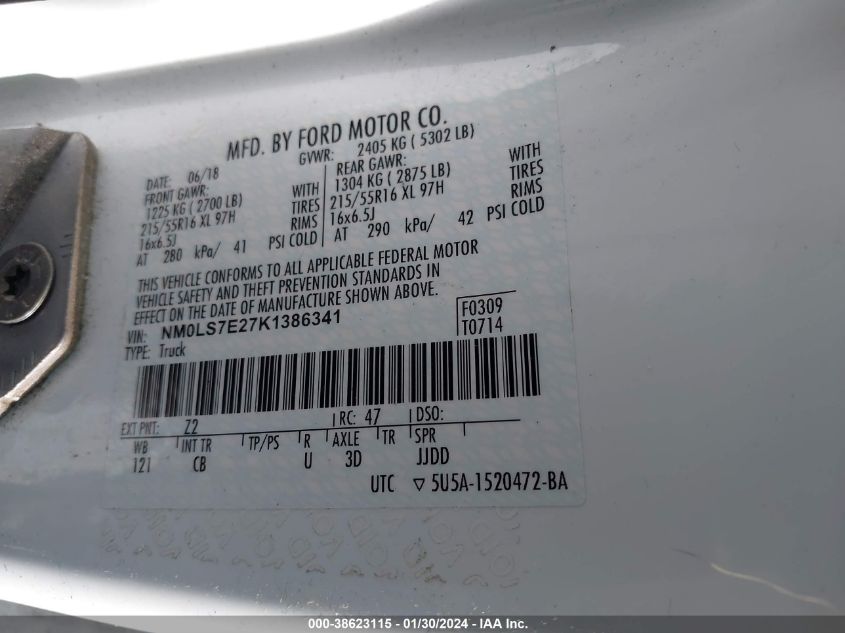 MFD. BY FORD MOTOR CO.
GVWR: 2405 KG ( 5302 LB)
DATE: 06/18
FRONT GAWR: WITH
1225 KG ( 2700 LB) TIRES
215/55R16 XL 97H RIMS
16x6.5J
AT 280 kPa/ 41 PSI COLD
REAR GAWR: WITH
1304 KG ( 2875 LB) TIRES
215/55R16 XL 97H RIMS
16x6.5J
AT 290 kPa/ 42 PSI COLD
THIS VEHICLE CONFORMS TO ALL APPLICABLE FEDERAL MOTOR
VEHICLE SAFETY AND THEFT PREVENTION STANDARDS IN
EFFECT ON THE DATE OF MANUFACTURE SHOWN ABOVE.
VIN: NM0LS7E27K1386341
TYPE: Truck
F0309
T0714
EXT PNT: Z2 RC: 47 DSO:
WB INT TR TP/PS R AXLE TR SPR
121 CB U 3D JJDD
UTC ▽ 5U5A-1520472-BA
000-38623115 - 01/30/2024 - IAA Inc.